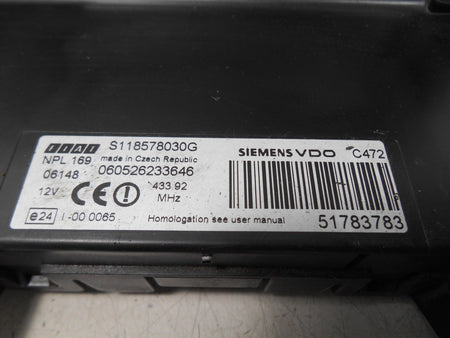 FIAT S118578030G SIEMENS VDO C472
NPL 169 made in Czech Republic
06148 060526233646
12V CE 433.92
MHz
e24 I-00 0065 Homologation see user manual 51783783